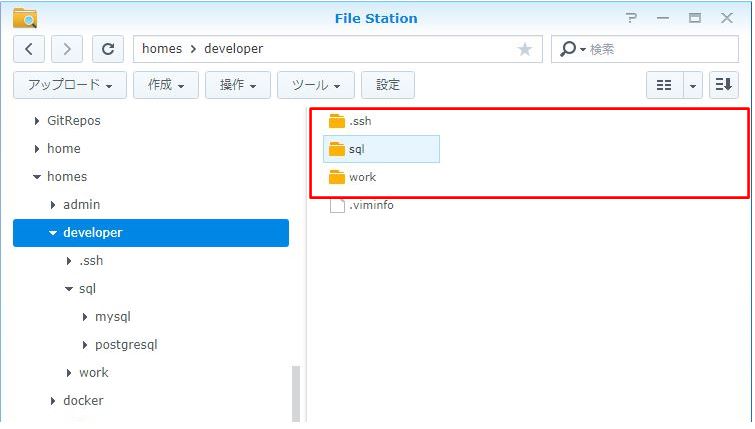 File Station
homes > developer
検索
アップロード 作成 操作 ツール 設定
GitRepos
home
homes
admin
developer
.ssh
sql
mysql
postgresql
work
docker
.ssh
sql
work
.viminfo